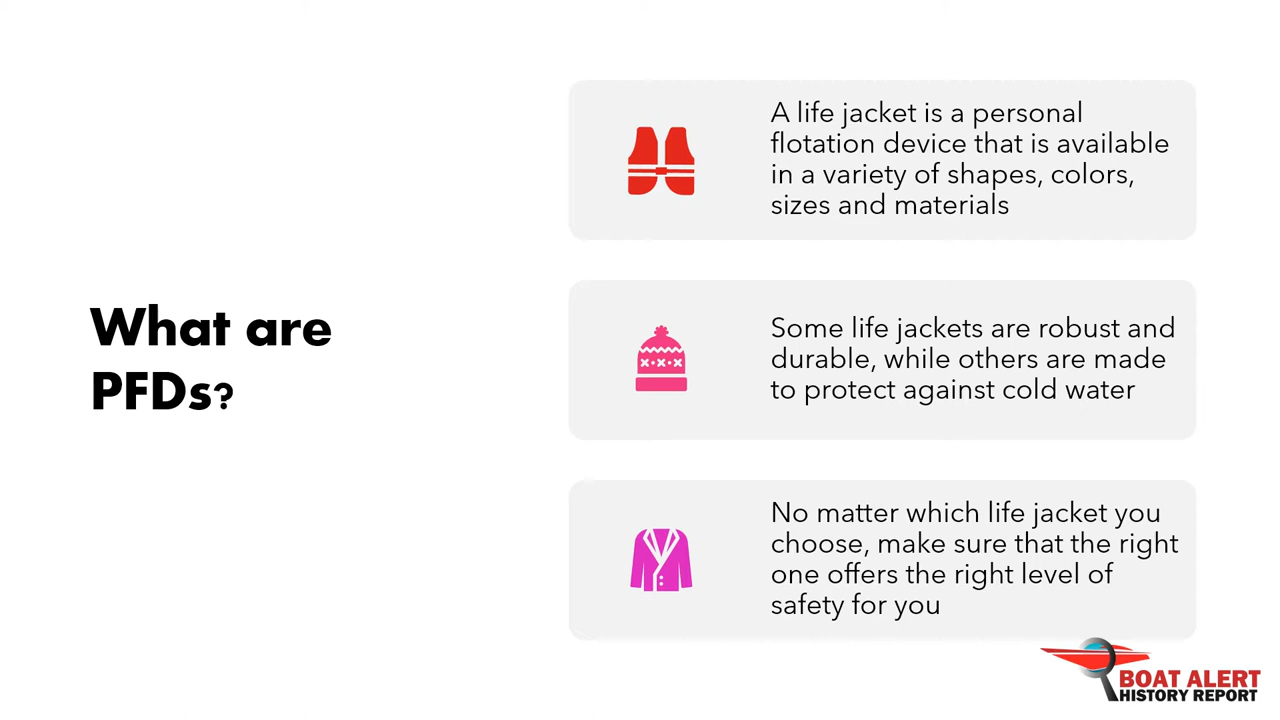 What are
PFDs?
A life jacket is a personal
flotation device that is available
in a variety of shapes, colors,
sizes and materials
Some life jackets are robust and
durable, while others are made
to protect against cold water
No matter which life jacket you
choose, make sure that the right
one offers the right level of
safety for you
BOAT ALERT
HISTORY REPORT